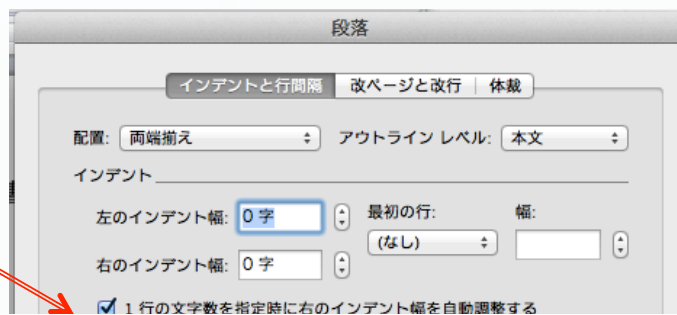 段落
インデントと行間隔 改ページと改行 体裁
配置: 両端揃え アウトライン レベル: 本文
インデント
左のインデント幅: 0 字 最初の行: 幅:
(なし)
右のインデント幅: 0 字
1 行の文字数を指定時に右のインデント幅を自動調整する